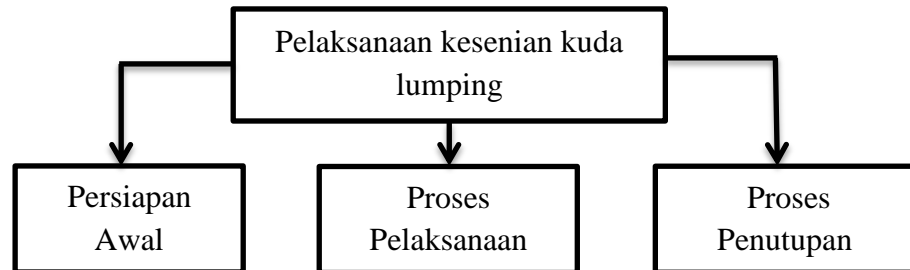 Pelaksanaan kesenian kuda
lumping
Persiapan
Awal
Proses
Pelaksanaan
Proses
Penutupan